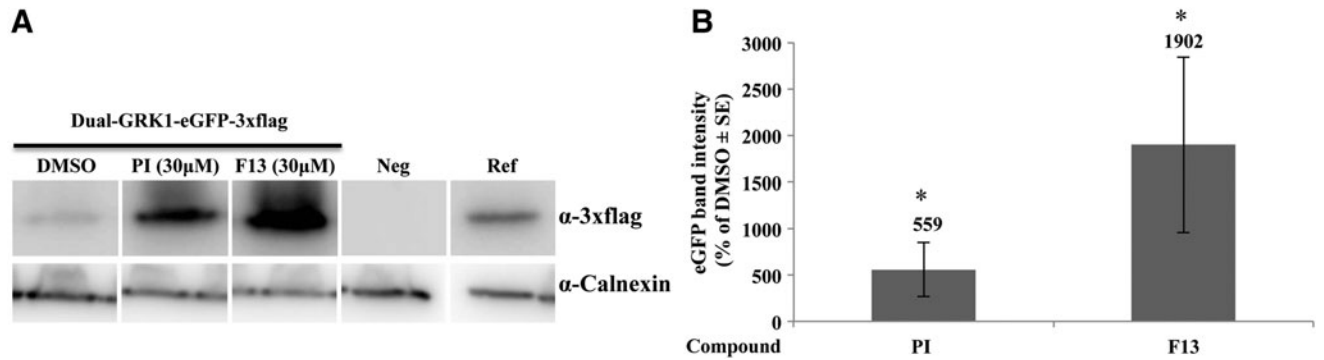 A
Dual-GRK1-eGFP-3xflag
DMSO PI (30μM) F13 (30μM) Neg Ref
α-3xflag
α-Calnexin
B
eGFP band intensity
(% of DMSO ± SE)
3000
2500
2000
1500
1000
500
0
*
559
*
1902
Compound PI F13